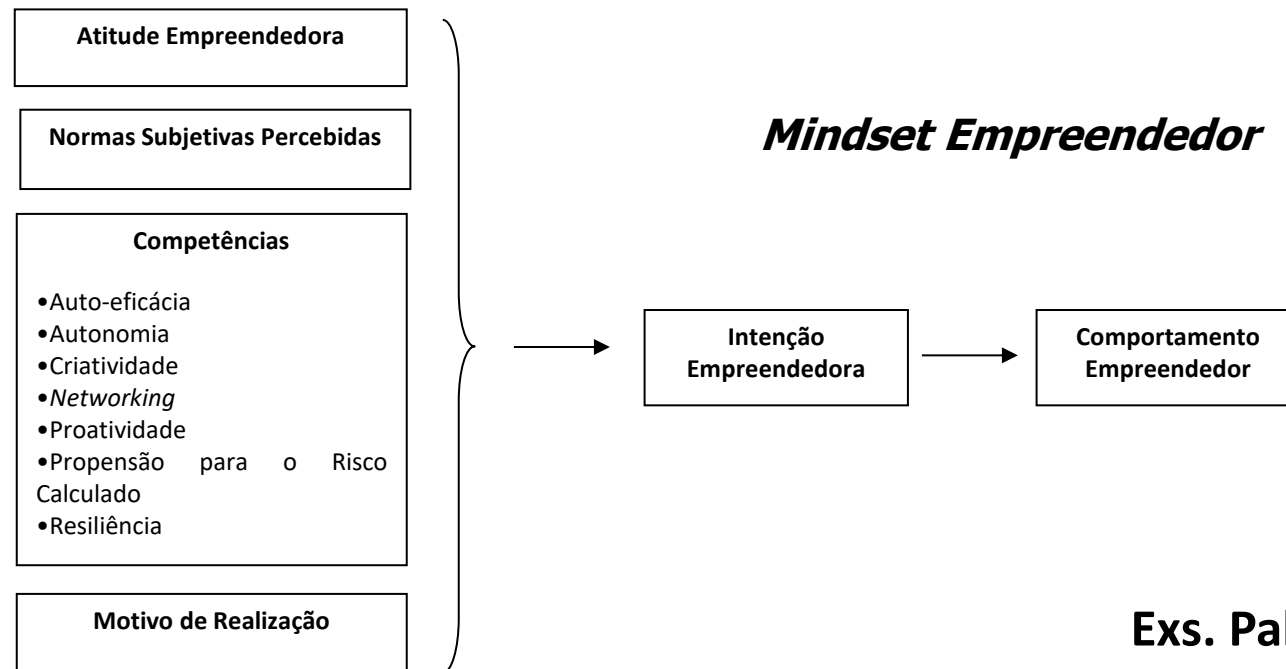 Atitude Empreendedora
Normas Subjetivas Percebidas
Mindset Empreendedor
Competências
•Auto-eficácia
•Autonomia
•Criatividade
•Networking
•Proatividade
•Propensão para o Risco
Calculado
•Resiliência
Intenção
Empreendedora
Comportamento
Empreendedor
Motivo de Realização
Exs.